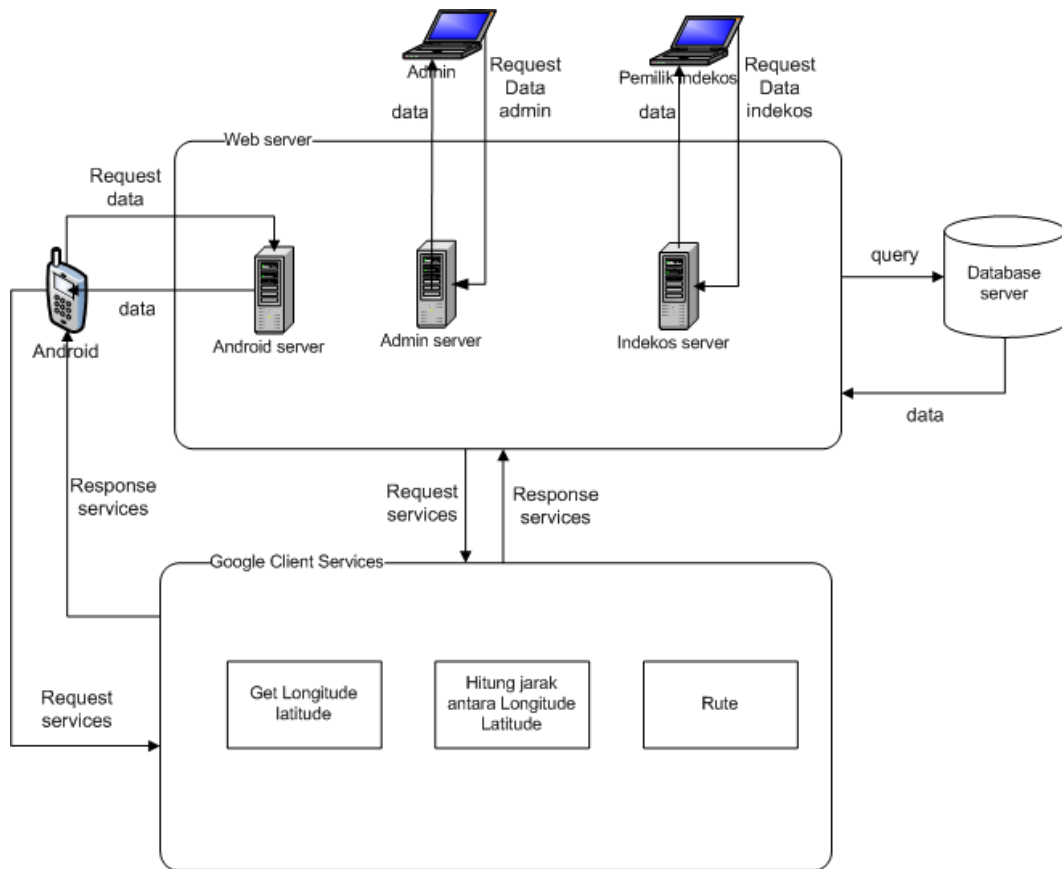 Admin
Request
Data
admin
data
Pemilik indekos
Request
Data
indekos
data
Web server
Request
data
data
Android
Android server
Admin server
Indekos server
query
Database
server
data
Response
services
Request
services
Response
services
Google Client Services
Request
services
Get Longitude
latitude
Hitung jarak
antara Longitude
Latitude
Rute